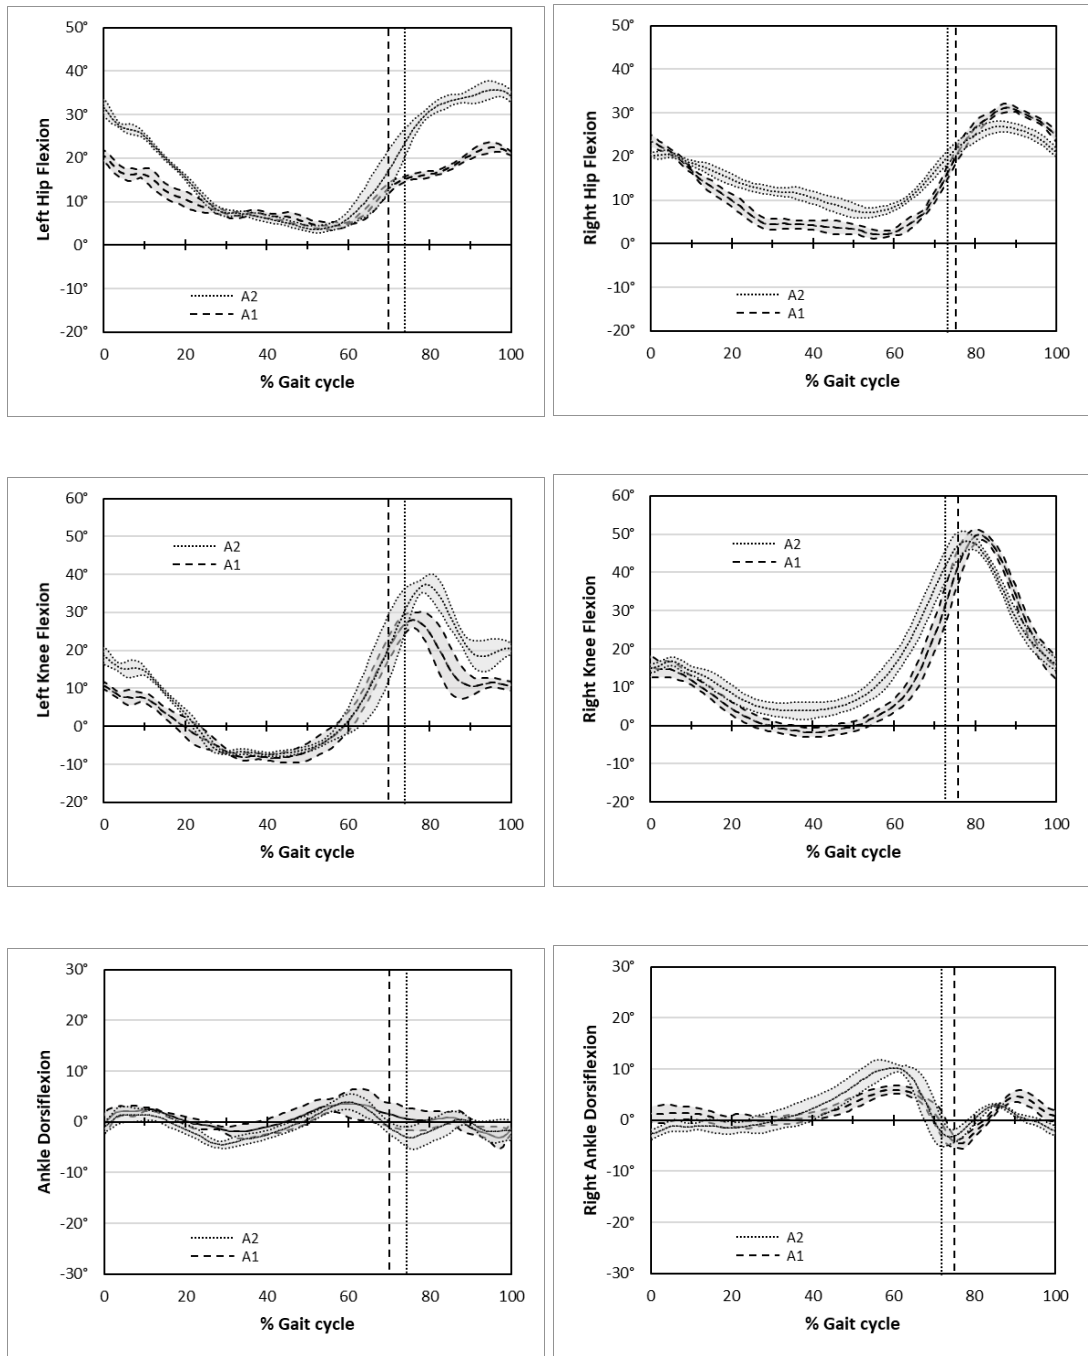 50°
40°
30°
20°
10°
0°
-10°
-20°
Left Hip Flexion
A2
A1
0 20 40 60 80 100
% Gait cycle
50°
40°
30°
20°
10°
0°
-10°
-20°
Right Hip Flexion
A2
A1
0 20 40 60 80 100
% Gait cycle
60°
50°
40°
30°
20°
10°
0°
-10°
-20°
Left Knee Flexion
A2
A1
0 20 40 60 80 100
% Gait cycle
60°
50°
40°
30°
20°
10°
0°
-10°
-20°
Right Knee Flexion
A2
A1
0 20 40 60 80 100
% Gait cycle
30°
20°
10°
0°
-10°
-20°
-30°
Ankle Dorsiflexion
A2
A1
0 20 40 60 80 100
% Gait cycle
30°
20°
10°
0°
-10°
-20°
-30°
Right Ankle Dorsiflexion
A2
A1
0 20 40 60 80 100
% Gait cycle